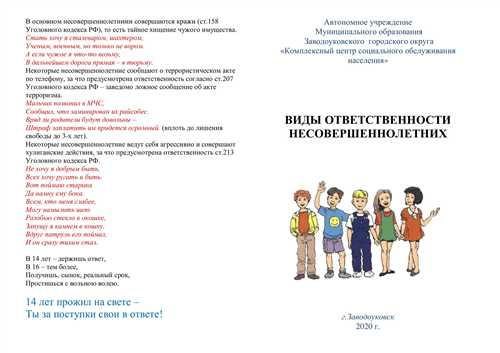 В основном несовершеннолетними совершаются кражи (ст.158
Уголовного кодекса РФ), то есть тайное хищение чужого имущества.
Стать хочу я сталеваром, шахтером,
Ученым, военным, но только не вором.
А если чужое я что-то возьму,
В дальнейшем дорога прямая – в тюрьму.
Некоторые несовершеннолетние сообщают о террористическом акте
по телефону, за что предусмотрена ответственность ст.207
Уголовного кодекса РФ – заведомо ложное сообщение об акте
терроризма.
Мальчик позвонил в МЧС,
Сообщил, что заминирован их райсобес.
Вряд ли родители будут довольны –
Штраф заплатить им придется огромный. (вплоть до лишения
свободы до 3-х лет).
Некоторые несовершеннолетние ведут себя агрессивно и совершают
хулиганские действия, за что предусмотрена ответственность ст.213
Уголовного кодекса РФ.
Не хочу я добрым быть,
Всех хочу ругать и бить.
Вот поймаю старика
Да намну ему бока.
Всем, кто меня слабее,
Могу намылить шею
Разобью стекло в окошке,
Запущу я камнем в кошку.
Вдруг патруль его поймал,
И он сразу тихим стал.
В 14 лет – держишь ответ,
В 16 – тем более,
Получишь, сынок, реальный срок,
Простишься с вольною волею.
14 лет прожил на свете –
Ты за поступки свои в ответе!
Автономное учреждение
Муниципального образования
Заводоуковского городского округа
«Комплексный центр социального обслуживания
населения»
ВИДЫ ОТВЕТСТВЕННОСТИ
НЕСОВЕРШЕННОЛЕТНИХ
г.Заводоуковск
2020 г.